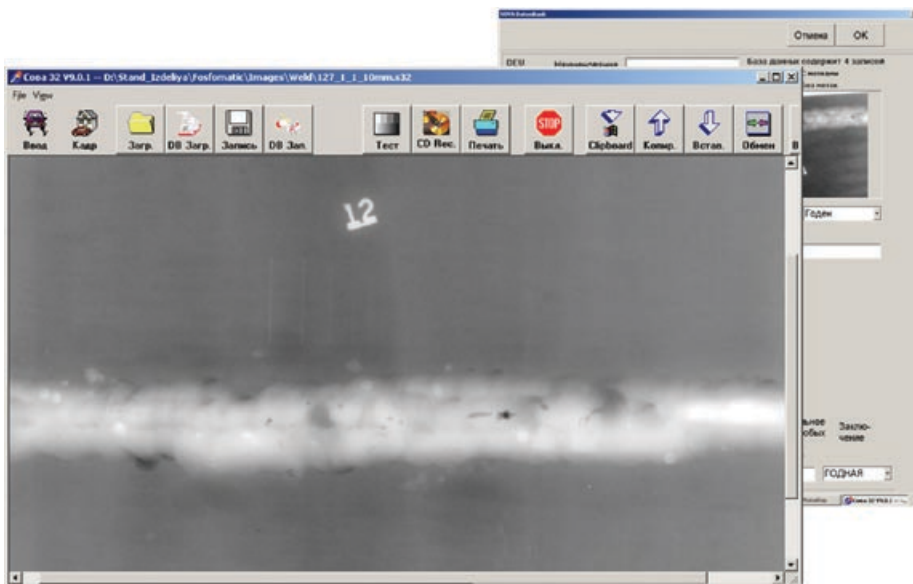 Отмена OK
База данных содержит 4 записей
Сова 32 V9.0.1 -- D:\Stand_Izdeliya\Fosfomatic\Images\Weld\127_1_1_10mm.s32
File View
Ввод Кадр Загр. DB Загр. Запись DB Зап. Тест CD Rec. Печать STOP Выкл. Clipboard Копир. Встав. Обмен
12
Годен
Заклю-
чение
ГОДНАЯ